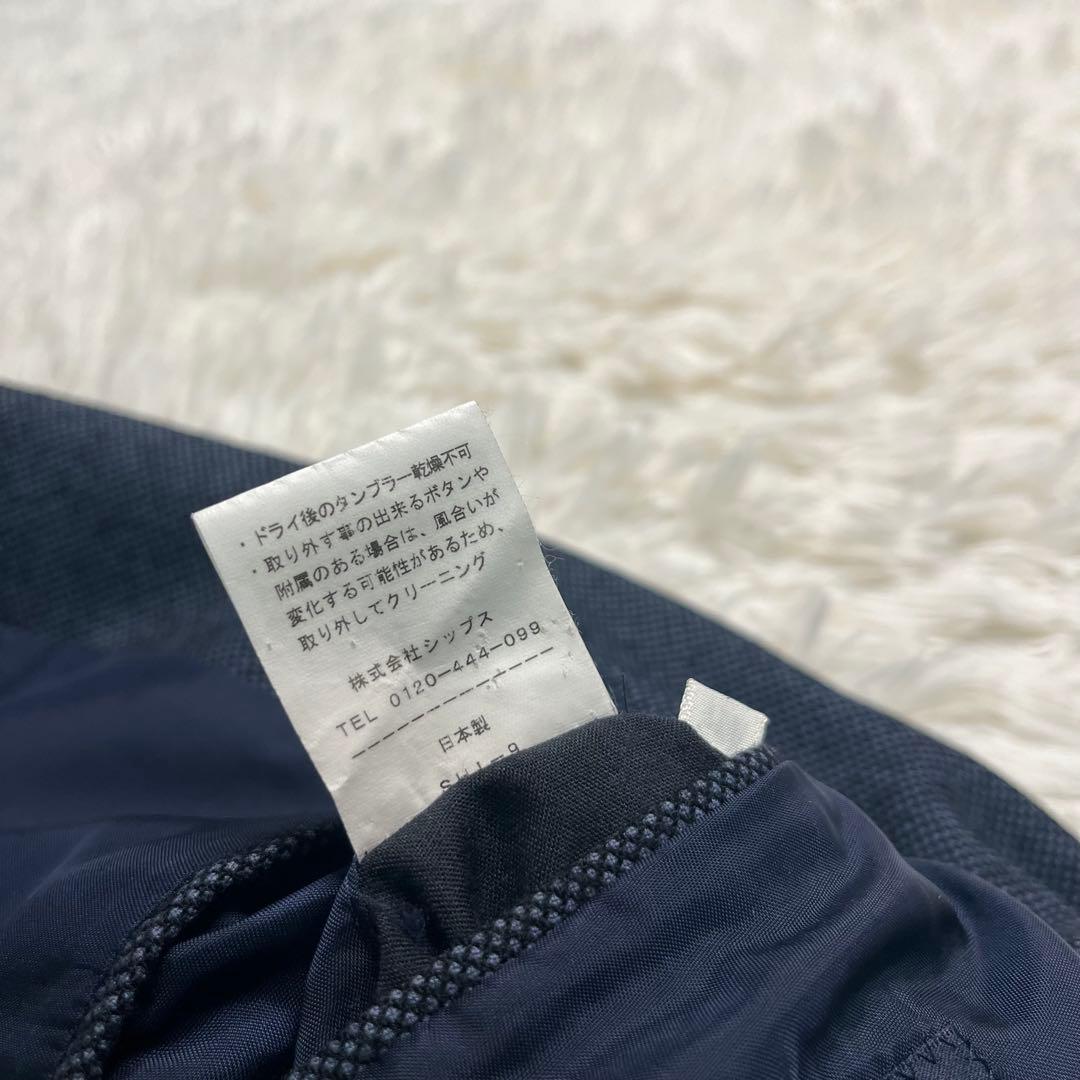 ・ドライ後のタンブラー乾燥不可
・取り外す事の出来るボタンや
附属のある場合は、風合いが
変化する可能性があるため、
取り外してクリーニング
株式会社シップス
TEL 0120-444-099
--------------
日本製